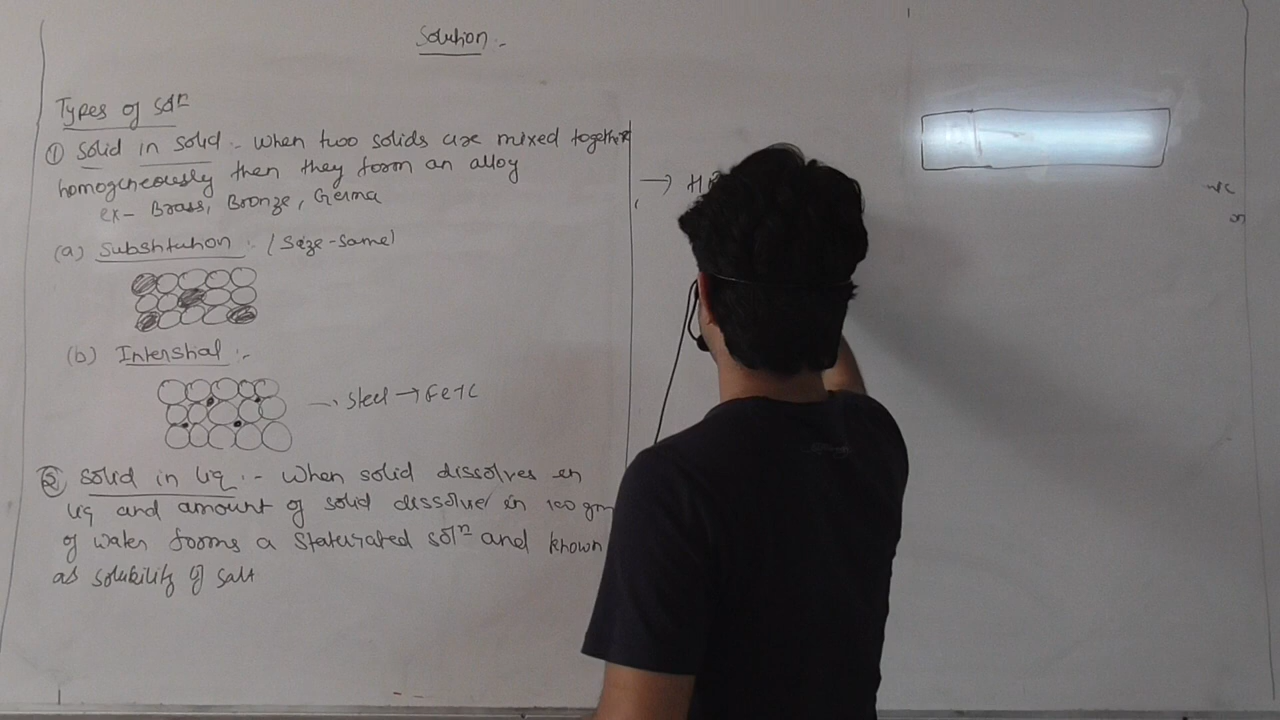 Solution :-
Types of solⁿ
① Solid in solid :- When two solids are mixed together
homogeneously then they form an alloy
ex- Brass, Bronze, Germa
(a) Substitution :- (Size-same)
(b) Interstial :-
Steel → Fe+C
② Solid in liq :- When solid dissolves in
liq and amount of solid dissolve in 100 gm
of water forms a staturated solⁿ and known
as solubility of salt
→ H